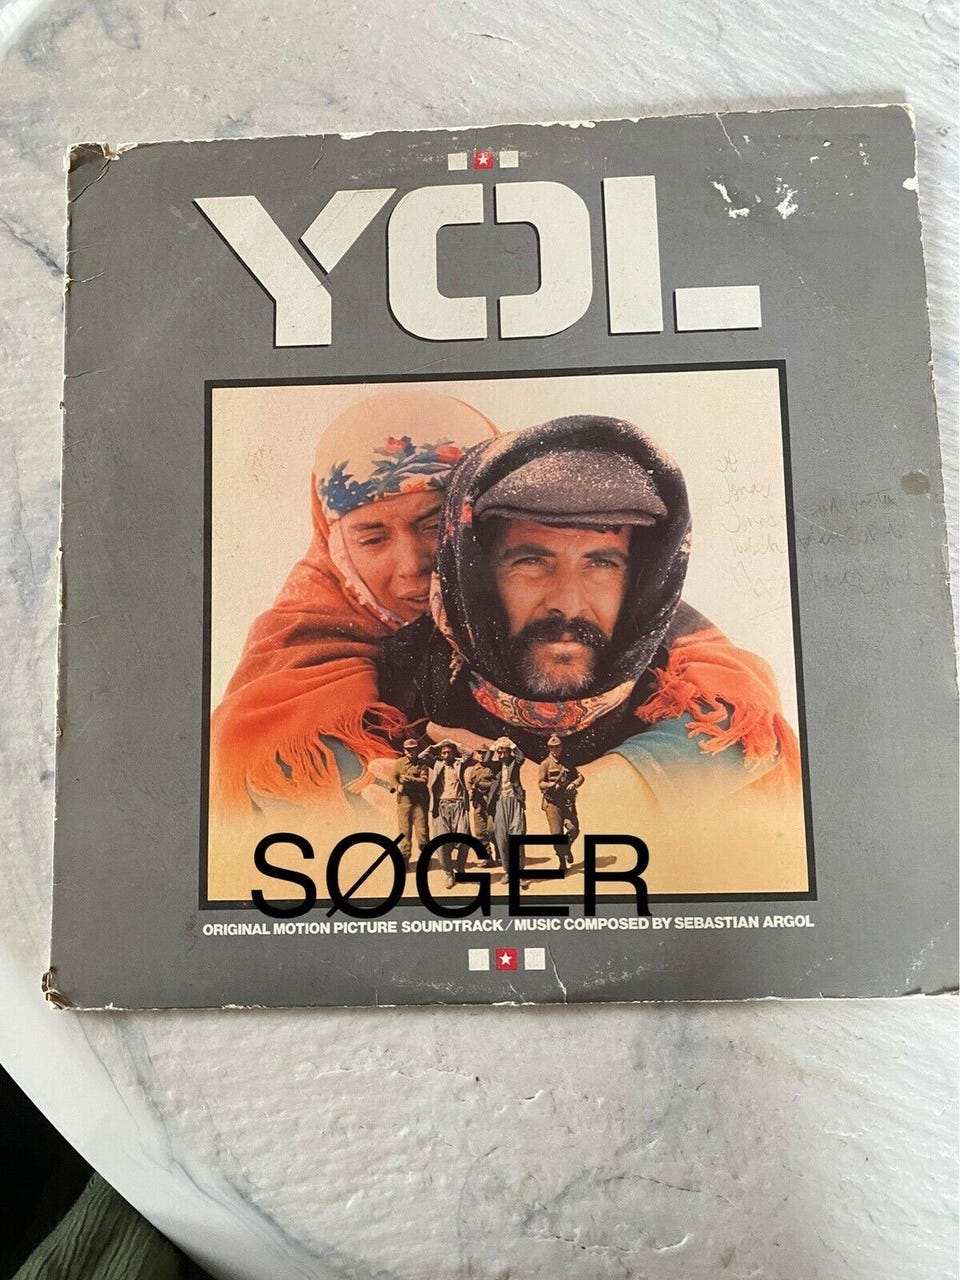 YÖL
SØGER
ORIGINAL MOTION PICTURE SOUNDTRACK/MUSIC COMPOSED BY SEBASTIAN ARGOL